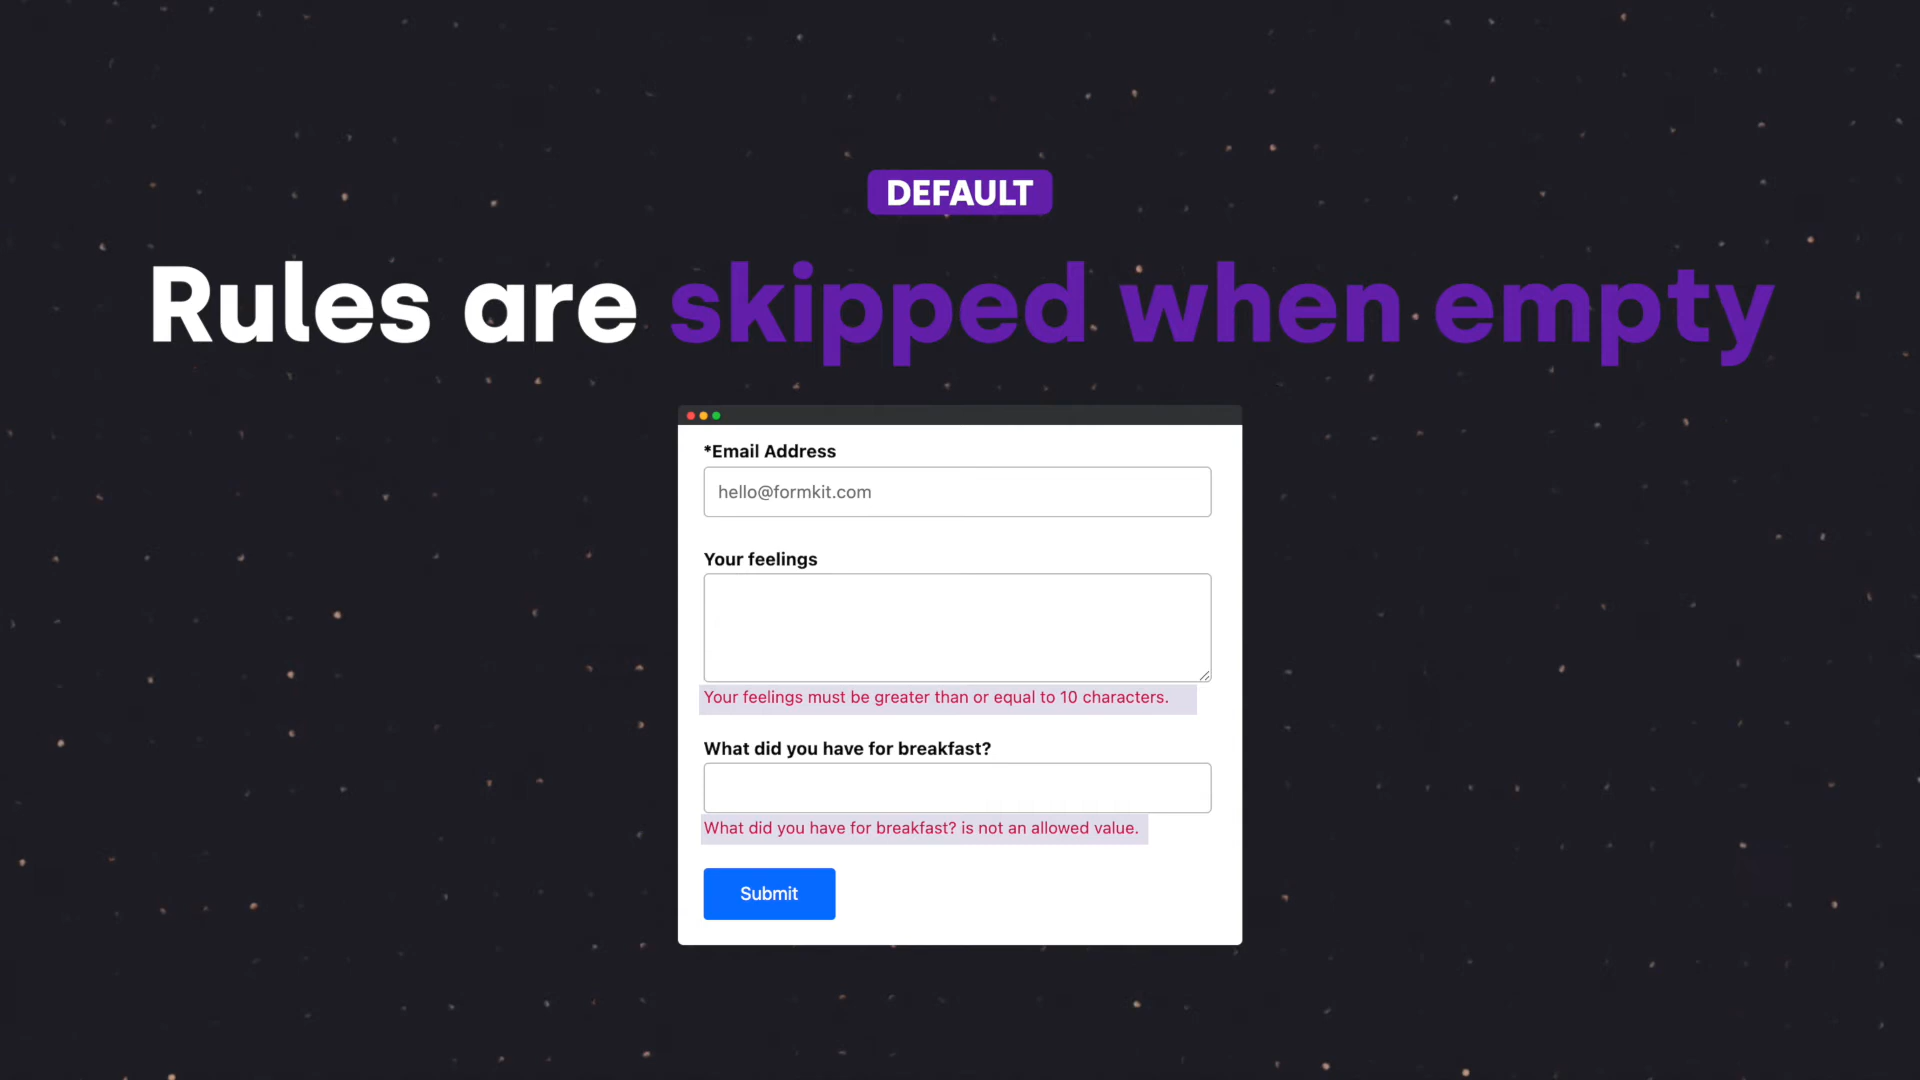 DEFAULT
Rules are skipped when empty
*Email Address
hello@formkit.com
Your feelings
Your feelings must be greater than or equal to 10 characters.
What did you have for breakfast?
What did you have for breakfast? is not an allowed value.
Submit